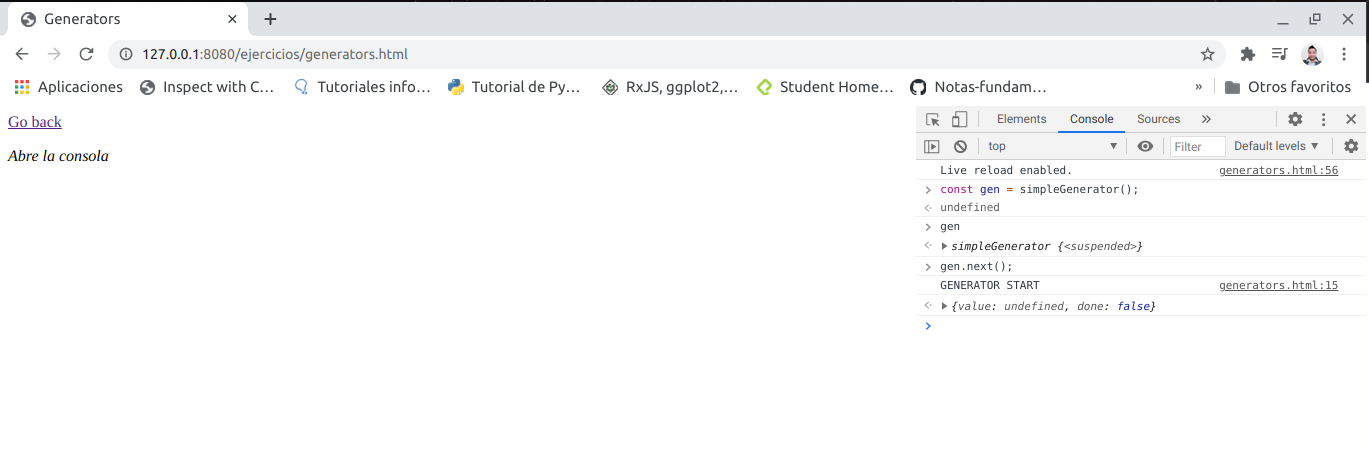 Generators
127.0.0.1:8080/ejercicios/generators.html
Aplicaciones Inspect with C… Tutoriales info… Tutorial de Py… RxJS, ggplot2,… Student Home… Notas-fundam… » Otros favoritos
Go back
Abre la consola
Elements Console Sources »
top Filter Default levels ▼
Live reload enabled. generators.html:56
const gen = simpleGenerator();
undefined
gen
simpleGenerator {<suspended>}
gen.next();
GENERATOR START generators.html:15
{value: undefined, done: false}